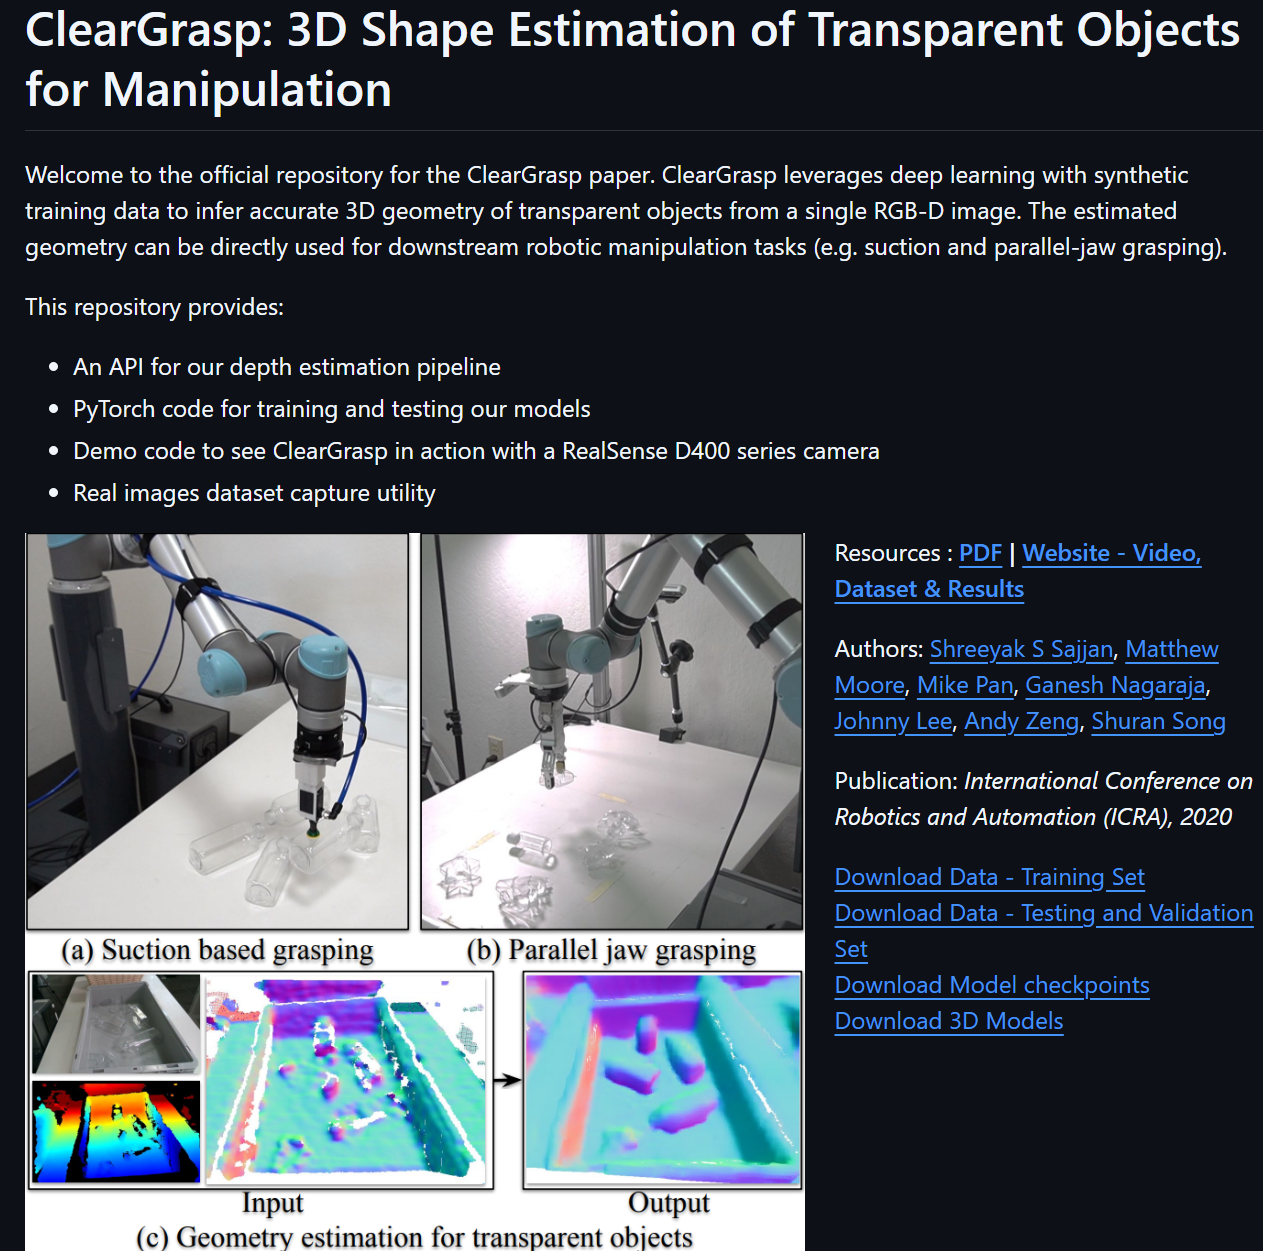 ClearGrasp: 3D Shape Estimation of Transparent Objects
for Manipulation
Welcome to the official repository for the ClearGrasp paper. ClearGrasp leverages deep learning with synthetic
training data to infer accurate 3D geometry of transparent objects from a single RGB-D image. The estimated
geometry can be directly used for downstream robotic manipulation tasks (e.g. suction and parallel-jaw grasping).
This repository provides:
• An API for our depth estimation pipeline
• PyTorch code for training and testing our models
• Demo code to see ClearGrasp in action with a RealSense D400 series camera
• Real images dataset capture utility
(a) Suction based grasping
(b) Parallel jaw grasping
Input
Output
(c) Geometry estimation for transparent objects
Resources : PDF | Website - Video,
Dataset & Results
Authors: Shreeyak S Sajjan, Matthew
Moore, Mike Pan, Ganesh Nagaraja,
Johnny Lee, Andy Zeng, Shuran Song
Publication: International Conference on
Robotics and Automation (ICRA), 2020
Download Data - Training Set
Download Data - Testing and Validation
Set
Download Model checkpoints
Download 3D Models